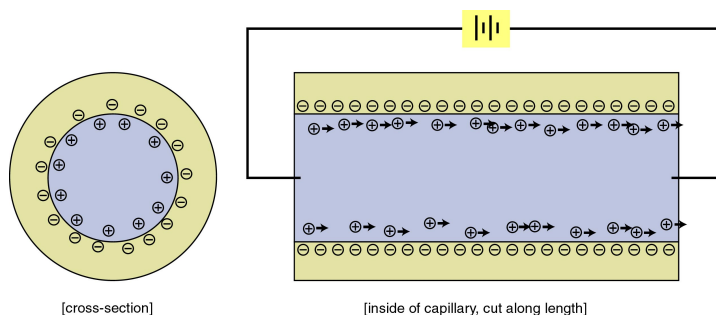 [cross-section]
[inside of capillary, cut along length]